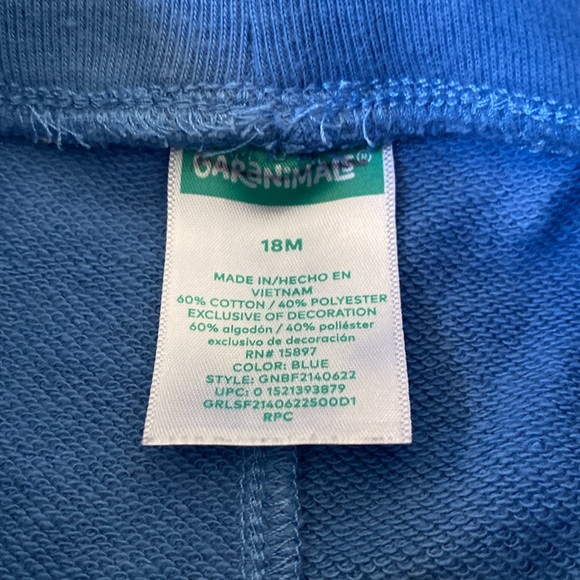 GARANIMALS®
18M
MADE IN/HECHO EN
VIETNAM
60% COTTON / 40% POLYESTER
EXCLUSIVE OF DECORATION
60% algodón / 40% poliéster
exclusivo de decoración
RN# 15897
COLOR: BLUE
STYLE: GNBF2140622
UPC: 0 1521393879
GRLSF2140622500D1
RPC